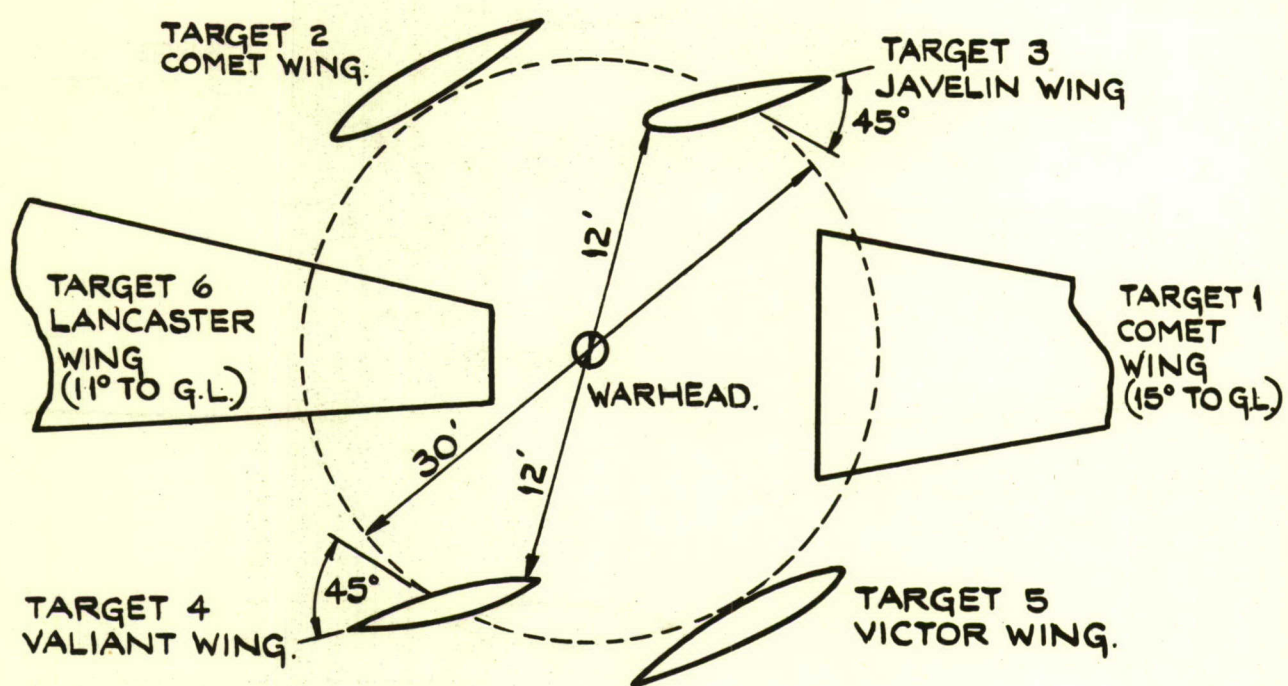 TARGET 2
COMET WING.
TARGET 3
JAVELIN WING
45°
12'
TARGET 6
LANCASTER
WING
(11° TO G.L.)
TARGET 1
COMET
WING
(15° TO G.L.)
WARHEAD.
30'
12'
45°
TARGET 4
VALIANT WING.
TARGET 5
VICTOR WING.